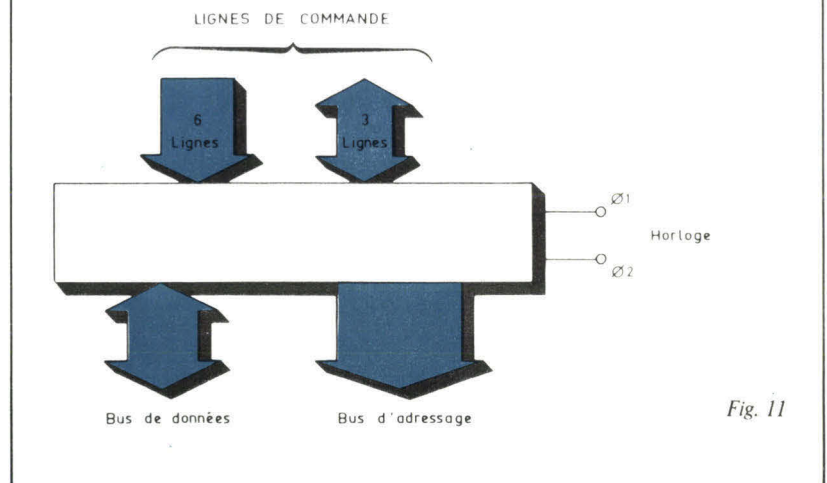 LIGNES DE COMMANDE
6
Lignes
3
Lignes
Ø1
Horloge
Ø2
Bus de données
Bus d'adressage
Fig. 11